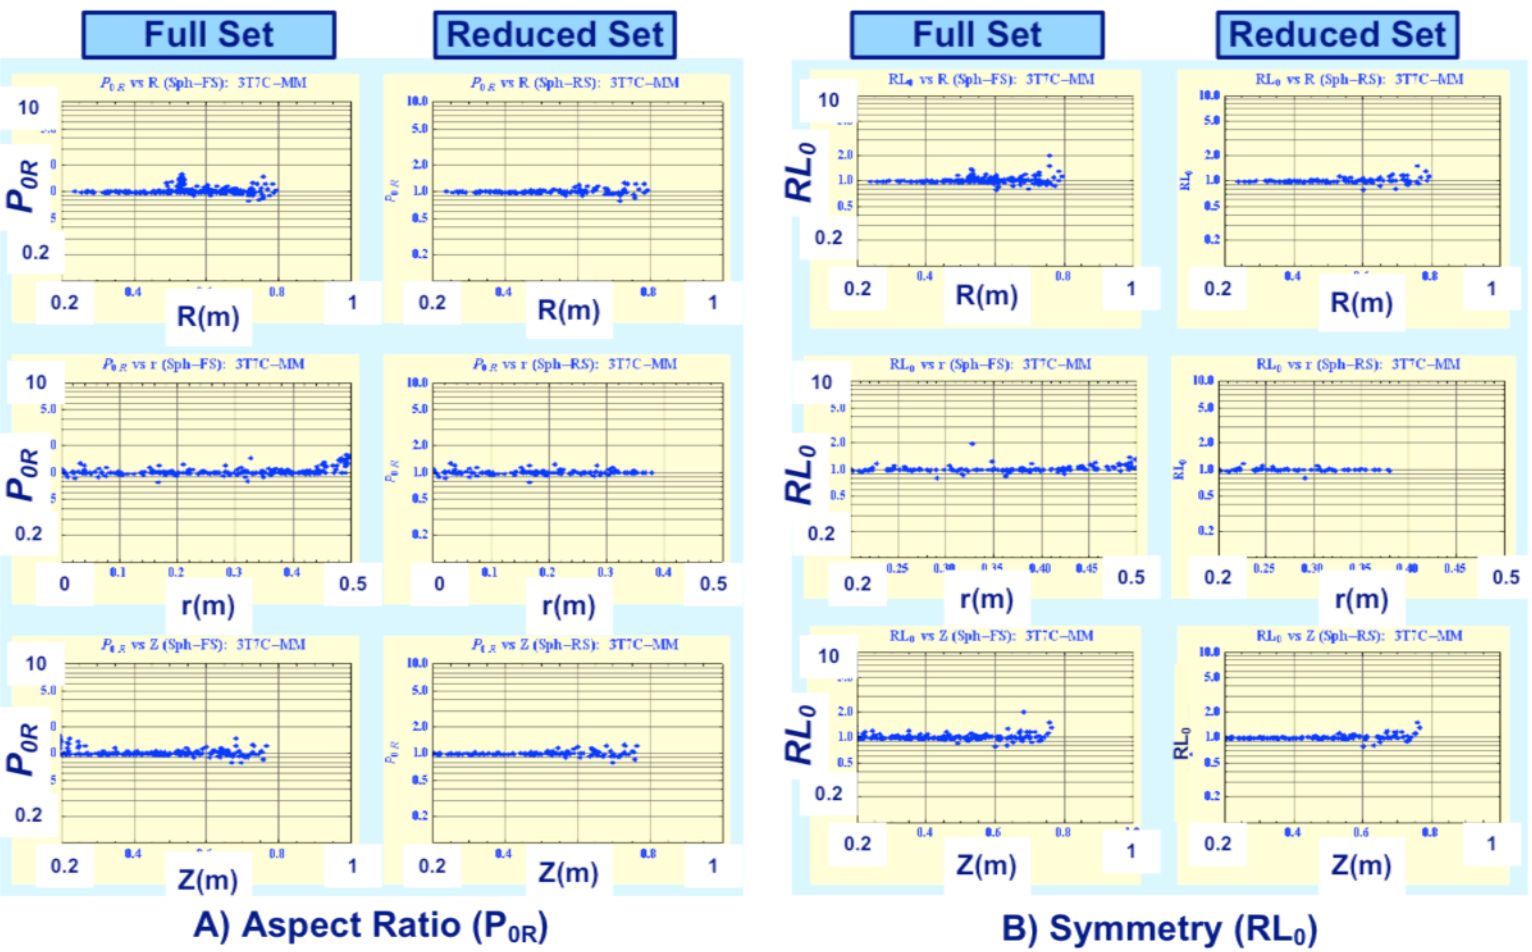 Full Set
Reduced Set
Full Set
Reduced Set
P0R vs R (Sph–FS): 3T7C–MM
P0R vs R (Sph–RS): 3T7C–MM
RL0 vs R (Sph–FS): 3T7C–MM
RL0 vs R (Sph–RS): 3T7C–MM
10
0.2
P0R
0.2 0.4 0.8 1
R(m)
10.0
2.0
1.0
0.5
0.2
P0R
0.2 0.4 0.8 1
R(m)
10
2.0
1.0
0.5
0.2
RL0
0.2 0.4 0.6 0.8 1
R(m)
10.0
5.0
2.0
1.0
0.5
0.2
RL0
0.2 0.4 0.8 1
R(m)
P0R vs r (Sph–FS): 3T7C–MM
P0R vs r (Sph–RS): 3T7C–MM
RL0 vs r (Sph–FS): 3T7C–MM
RL0 vs r (Sph–RS): 3T7C–MM
10
5.0
0.2
P0R
0 0.1 0.2 0.3 0.4 0.5
r(m)
10.0
5.0
2.0
1.0
0.5
0.2
P0R
0 0.1 0.2 0.3 0.4 0.5
r(m)
10
5.0
2.0
1.0
0.5
0.2
RL0
0.2 0.25 0.30 0.35 0.40 0.45 0.5
r(m)
10.0
5.0
2.0
1.0
0.5
0.2
RL0
0.2 0.25 0.30 0.35 0.40 0.45 0.5
r(m)
P0R vs Z (Sph–FS): 3T7C–MM
P0R vs Z (Sph–RS): 3T7C–MM
RL0 vs Z (Sph–FS): 3T7C–MM
RL0 vs Z (Sph–RS): 3T7C–MM
10
5.0
0.2
P0R
0.2 0.4 0.8 1
Z(m)
10.0
5.0
2.0
1.0
0.5
0.2
P0R
0.2 0.4 0.8 1
Z(m)
10
2.0
1.0
0.5
0.2
RL0
0.2 0.4 0.6 0.8 1
Z(m)
10.0
5.0
2.0
1.0
0.5
0.2
RL0
0.2 0.4 0.6 0.8 1
Z(m)
A) Aspect Ratio (P0R)
B) Symmetry (RL0)